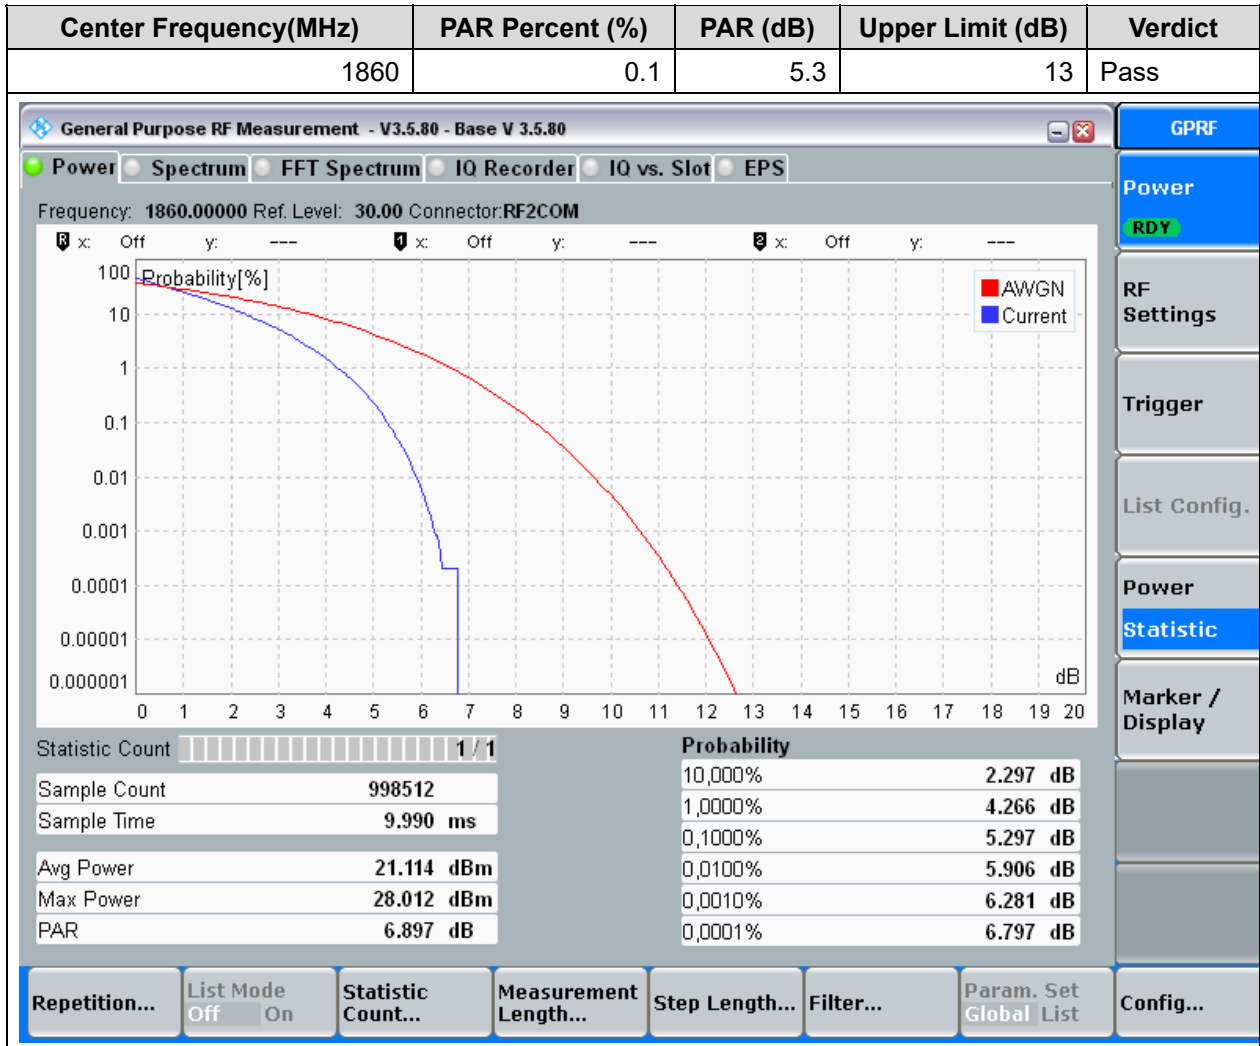 Center Frequency(MHz) PAR Percent (%) PAR (dB) Upper Limit (dB) Verdict
1860 0.1 5.3 13 Pass
General Purpose RF Measurement - V3.5.80 - Base V 3.5.80
GPRF
Power Spectrum FFT Spectrum IQ Recorder IQ vs. Slot EPS
Power
RDY
Frequency: 1860.00000 Ref. Level: 30.00 Connector:RF2COM
R x: Off y: --- 1 x: Off y: --- 2 x: Off y: ---
Probability[%]
AWGN
Current
100
10
1
0.1
0.01
0.001
0.0001
0.00001
0.000001
dB
0 1 2 3 4 5 6 7 8 9 10 11 12 13 14 15 16 17 18 19 20
RF
Settings
Trigger
List Config.
Power
Statistic
Marker /
Display
Statistic Count 1 / 1
Sample Count 998512
Sample Time 9.990 ms
Avg Power 21.114 dBm
Max Power 28.012 dBm
PAR 6.897 dB
Probability
10,000% 2.297 dB
1,0000% 4.266 dB
0,1000% 5.297 dB
0,0100% 5.906 dB
0,0010% 6.281 dB
0,0001% 6.797 dB
Repetition...
List Mode
Off On
Statistic
Count...
Measurement
Length...
Step Length...
Filter...
Param. Set
Global List
Config...